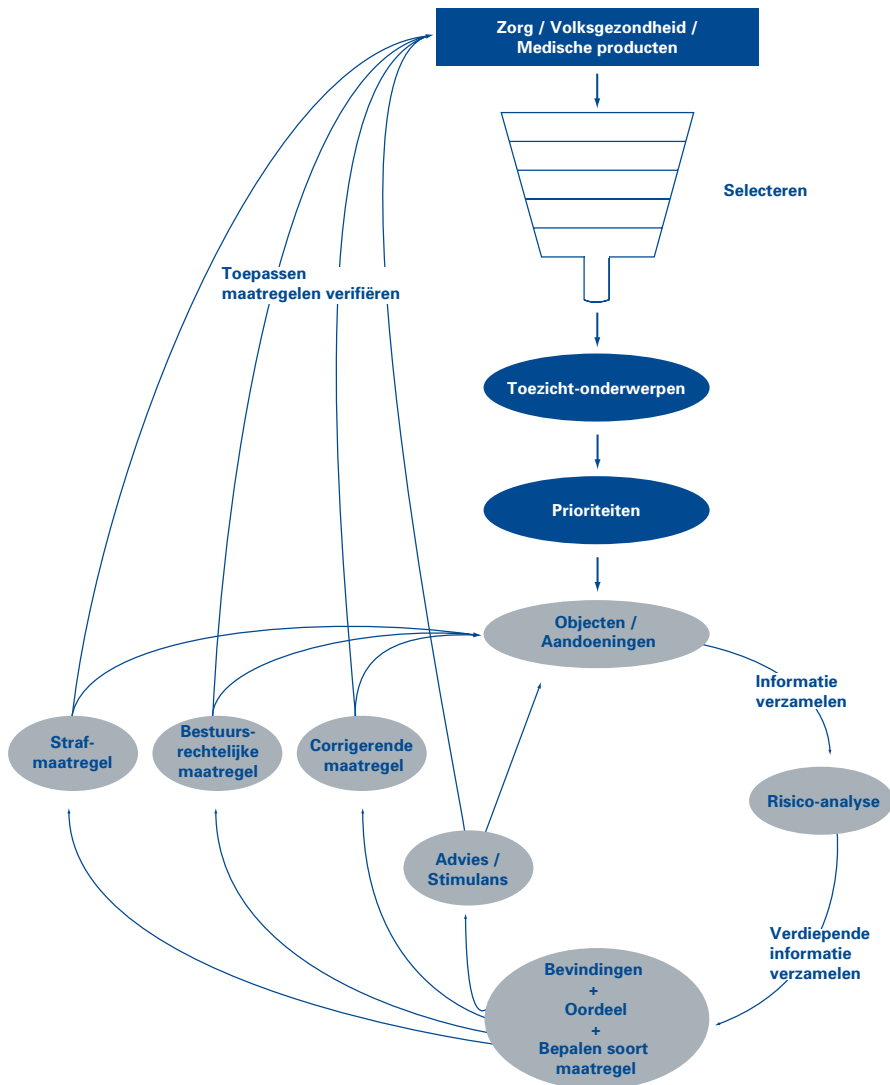 Zorg / Volksgezondheid /
Medische producten
Selecteren
Toepassen
maatregelen verifiëren
Toezicht-onderwerpen
Prioriteiten
Objecten /
Aandoeningen
Informatie
verzamelen
Straf-
maatregel
Bestuurs-
rechtelijke
maatregel
Corrigerende
maatregel
Risico-analyse
Advies /
Stimulans
Verdiepende
informatie
verzamelen
Bevindingen
+
Oordeel
+
Bepalen soort
maatregel